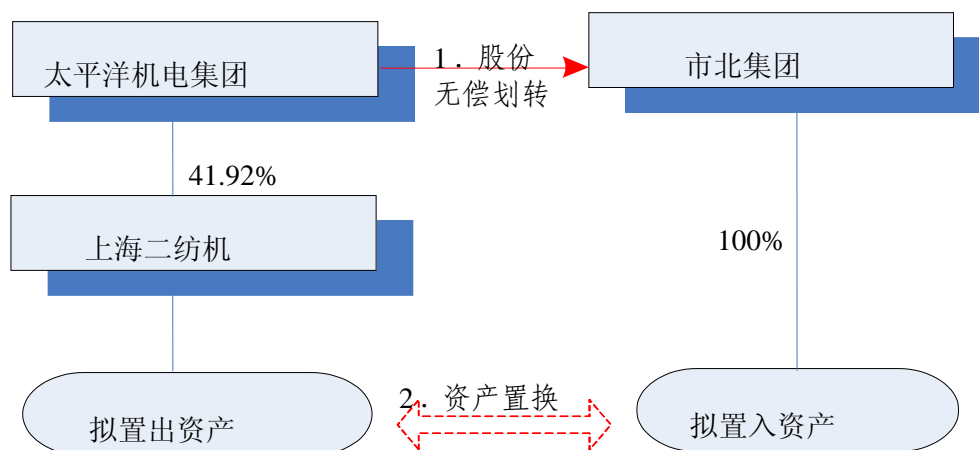 太平洋机电集团
1．股份
无偿划转
市北集团
41.92%
上海二纺机
100%
2．资产置换
拟置出资产
拟置入资产